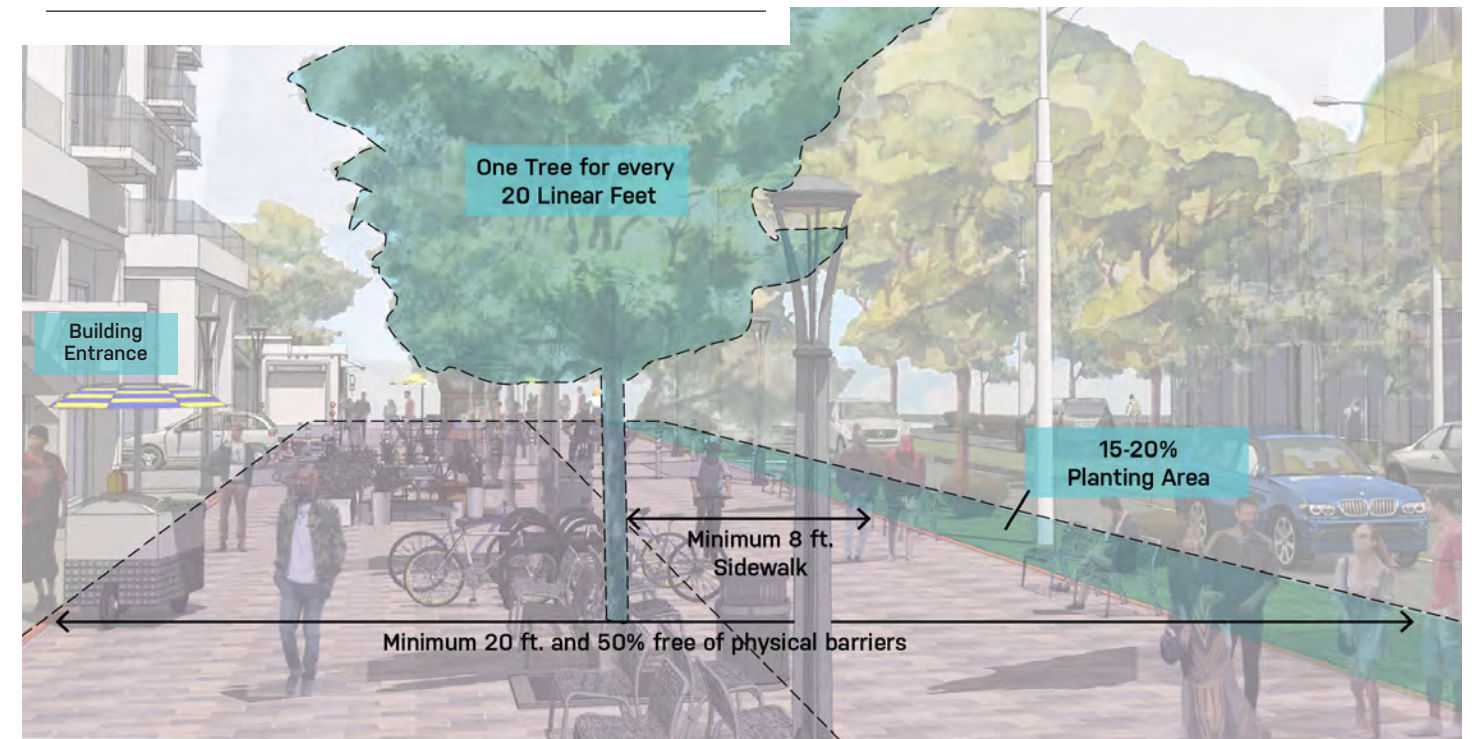 One Tree for every
20 Linear Feet
Building
Entrance
15-20%
Planting Area
Minimum 8 ft.
Sidewalk
Minimum 20 ft. and 50% free of physical barriers